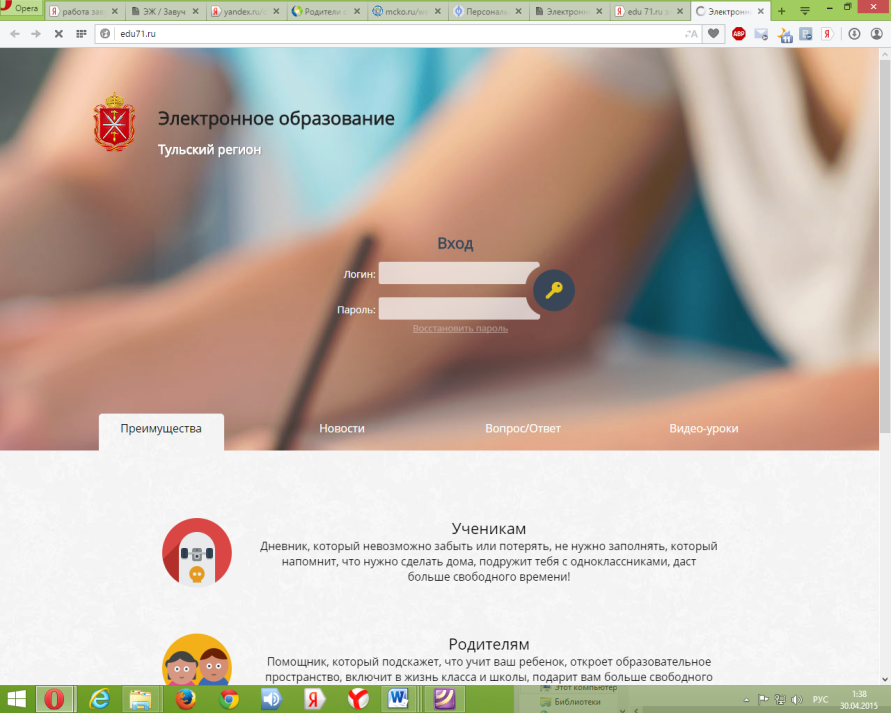 Opera
работа за
ЭЖ / Завуч
yandex.ru/
Родители
mcko.ru/
Персональ
Электронн
edu 71.ru
Электронн
edu71.ru
Электронное образование
Тульский регион
Вход
Логин:
Пароль:
Восстановить пароль
Преимущества
Новости
Вопрос/Ответ
Видео-уроки
Ученикам
Дневник, который невозможно забыть или потерять, не нужно заполнять, который
напомнит, что нужно сделать дома, подружит тебя с одноклассниками, даст
больше свободного времени!
Родителям
Помощник, который подскажет, что учит ваш ребенок, откроет образовательное
пространство, включит в жизнь класса и школы, подарит вам больше свободного
Этот компьютер
Библиотеки
РУС
1:38
30.04.2015